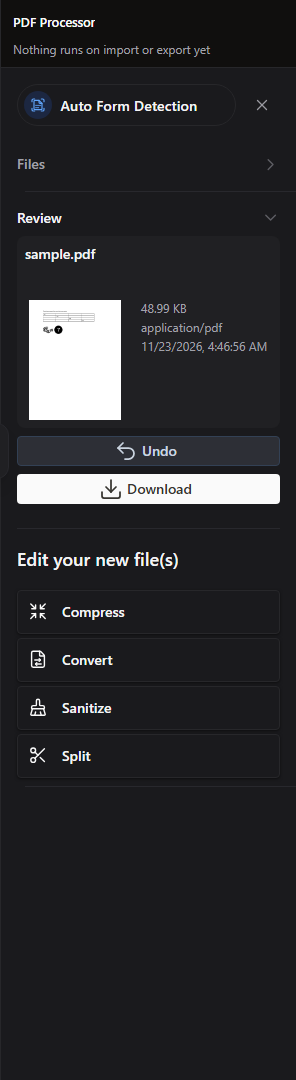 PDF Processor
Nothing runs on import or export yet
Auto Form Detection
Files
Review
sample.pdf
48.99 KB
application/pdf
11/23/2026, 4:46:56 AM
Undo
Download
Edit your new file(s)
Compress
Convert
Sanitize
Split